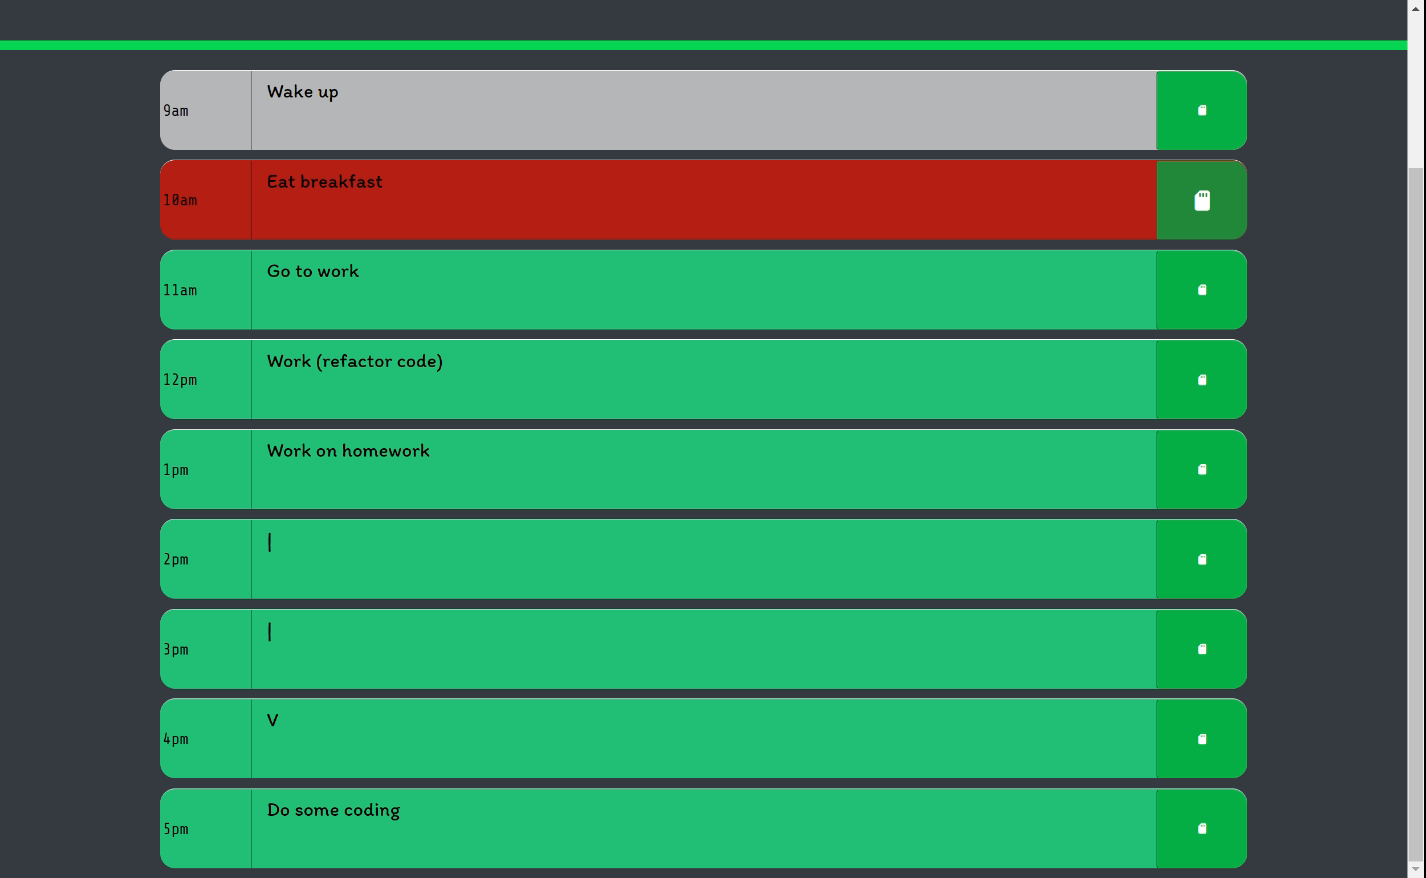 9am
Wake up
10am
Eat breakfast
11am
Go to work
12pm
Work (refactor code)
1pm
Work on homework
2pm
|
3pm
|
4pm
V
5pm
Do some coding